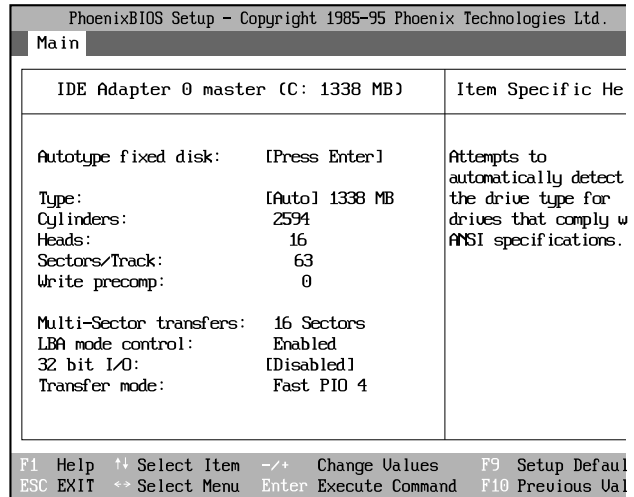 PhoenixBIOS Setup – Copyright 1985-95 Phoenix Technologies Ltd.
Main
IDE Adapter 0 master (C: 1338 MB)
Item Specific He
Autotype fixed disk: [Press Enter]
Type: [Auto] 1338 MB
Cylinders: 2594
Heads: 16
Sectors/Track: 63
Write precomp: 0
Multi-Sector transfers: 16 Sectors
LBA mode control: Enabled
32 bit I/O: [Disabled]
Transfer mode: Fast PIO 4
Attempts to
automatically detect
the drive type for
drives that comply w
ANSI specifications.
F1 Help ↑↓ Select Item -/+ Change Values F9 Setup Defaul
ESC EXIT ↔ Select Menu Enter Execute Command F10 Previous Val